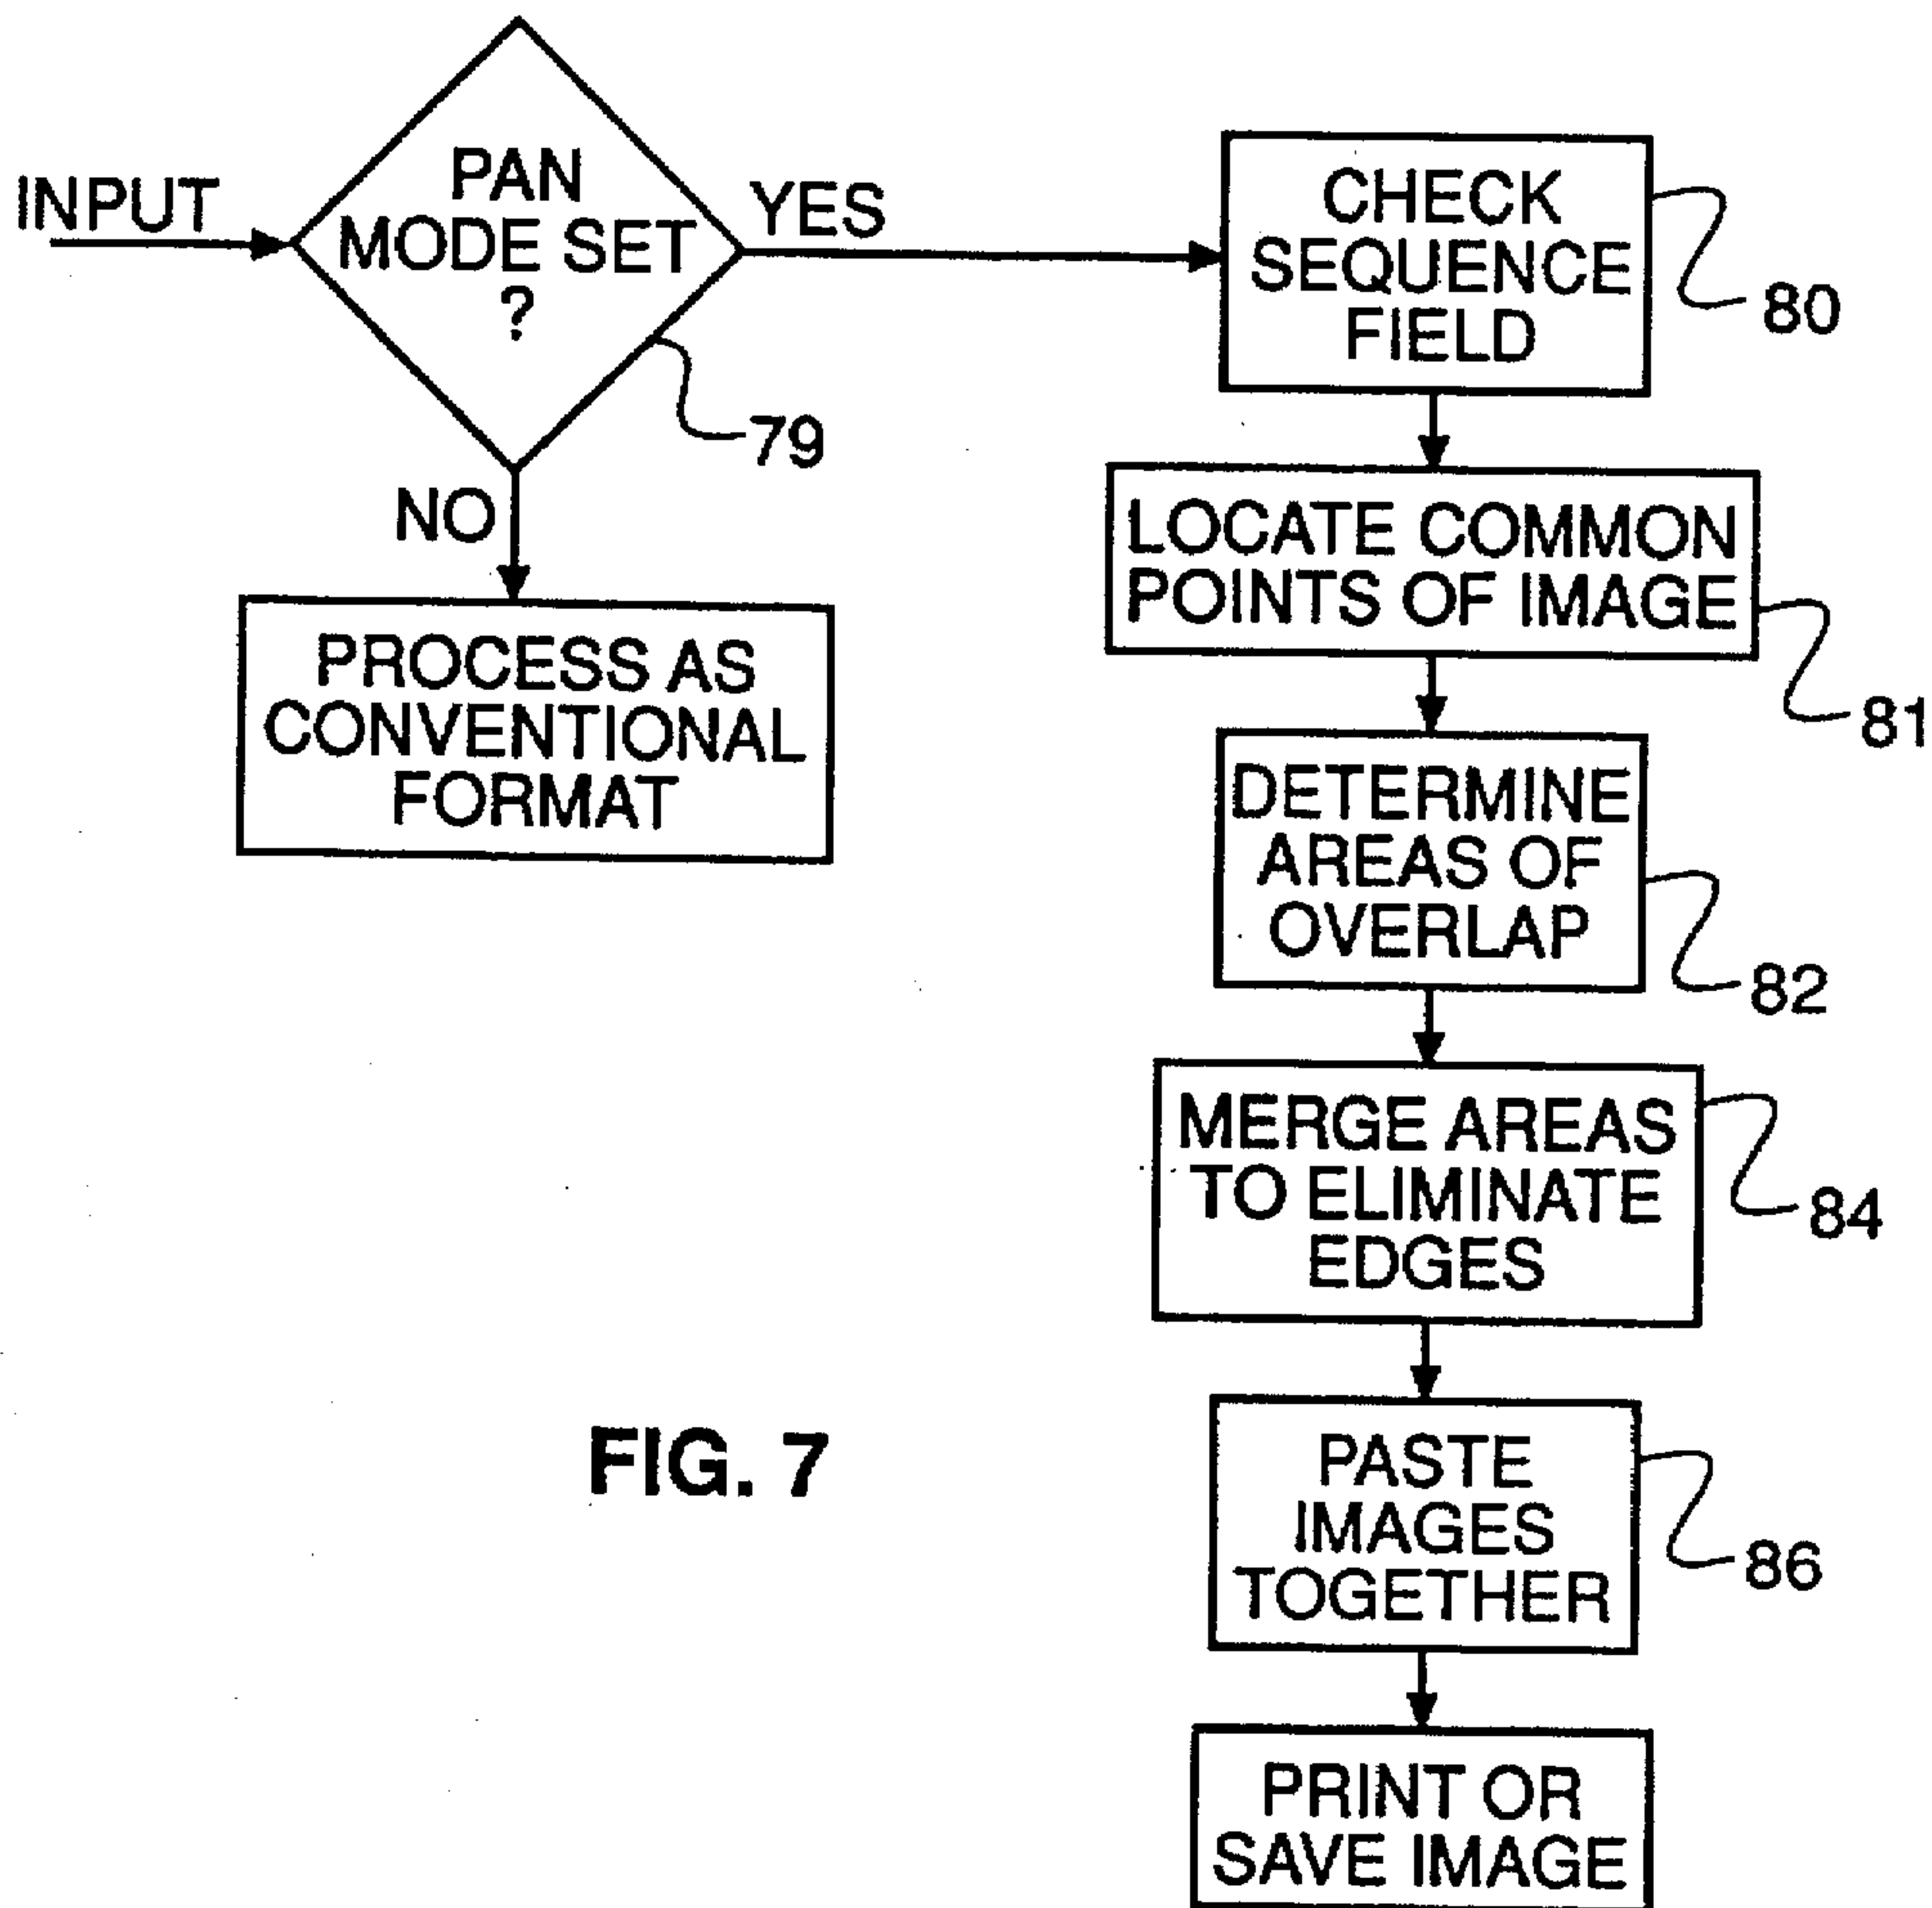 INPUT
PAN
MODE SET
?
YES
79
NO
PROCESS AS
CONVENTIONAL
FORMAT
CHECK
SEQUENCE
FIELD
80
LOCATE COMMON
POINTS OF IMAGE
81
DETERMINE
AREAS OF
OVERLAP
82
MERGE AREAS
TO ELIMINATE
EDGES
84
PASTE
IMAGES
TOGETHER
86
PRINT OR
SAVE IMAGE
FIG. 7